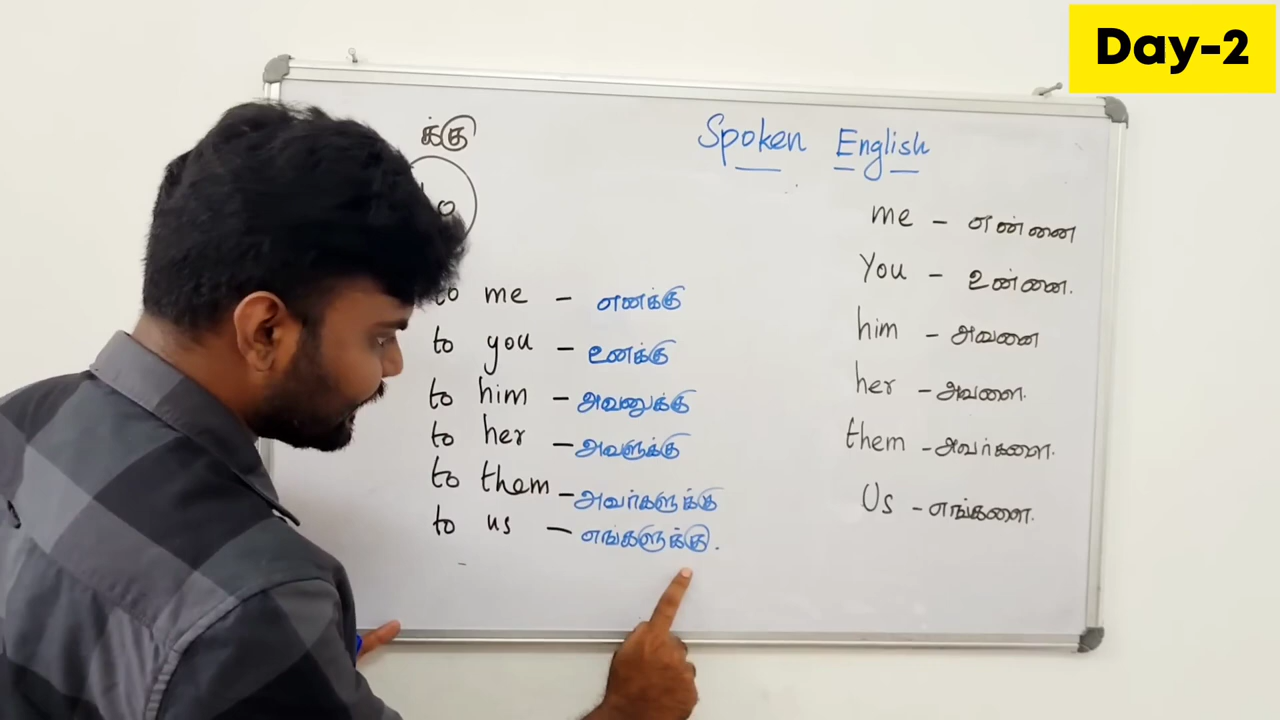 Day-2
Spoken English
க்கு
to me - எனக்கு
to you - உனக்கு
to him - அவனுக்கு
to her - அவளுக்கு
to them - அவர்களுக்கு
to us - எங்களுக்கு.
me - என்னை
You - உன்னை.
him - அவனை
her - அவளை.
them - அவர்களை.
Us - எங்களை.